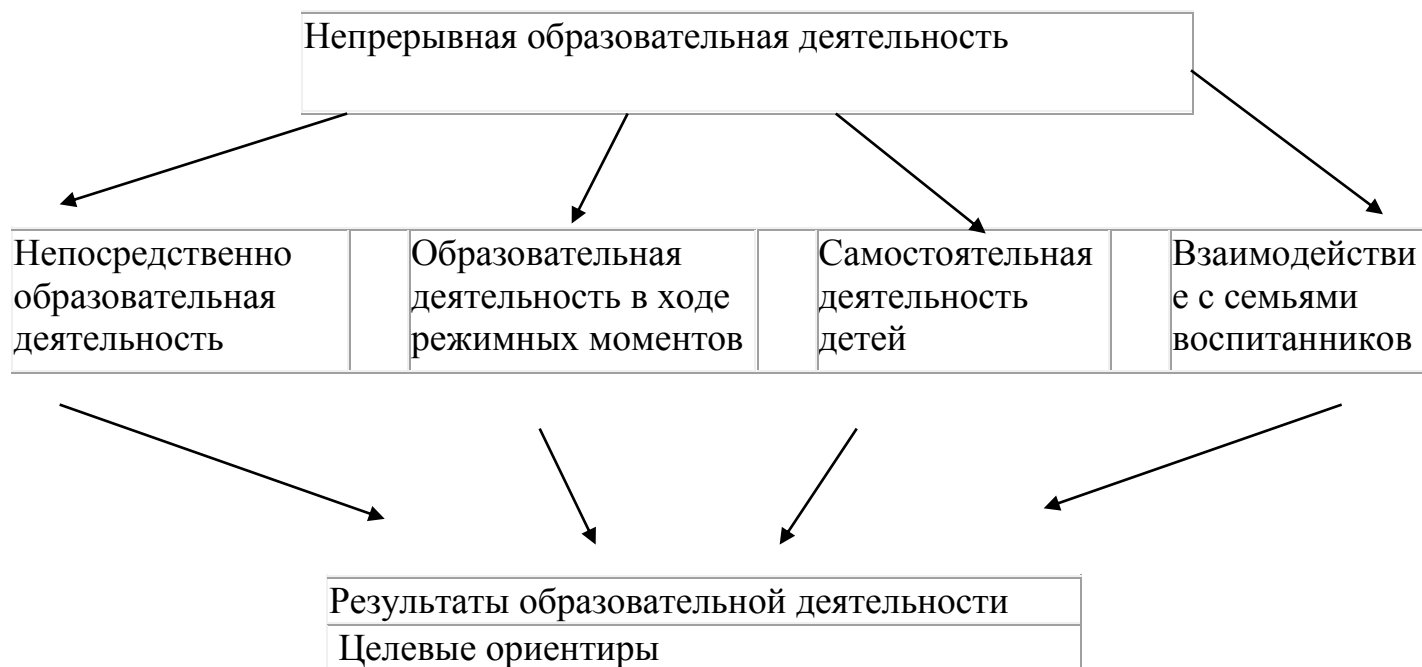 Непрерывная образовательная деятельность
Непосредственно
образовательная
деятельность
Образовательная
деятельность в ходе
режимных моментов
Самостоятельная
деятельность
детей
Взаимодействи
е с семьями
воспитанников
Результаты образовательной деятельности
Целевые ориентиры